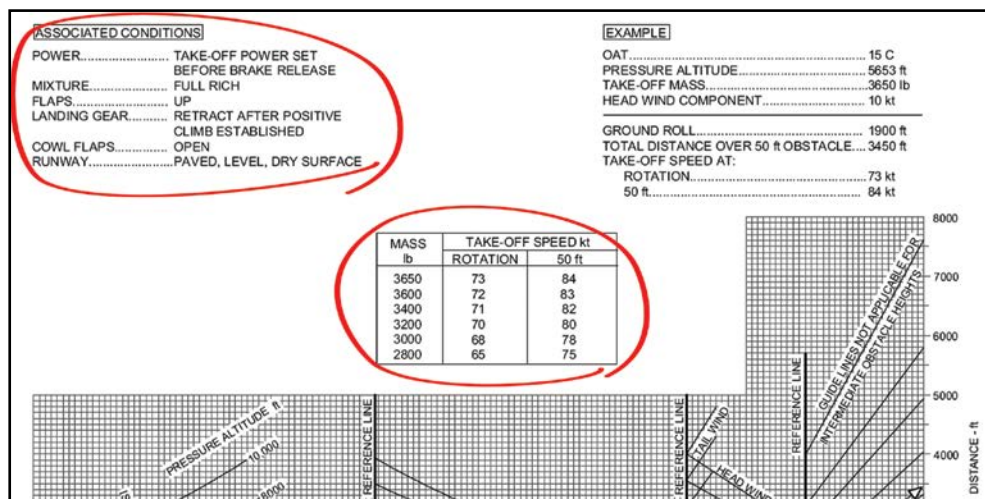 ASSOCIATED CONDITIONS
POWER....................... TAKE-OFF POWER SET
BEFORE BRAKE RELEASE
MIXTURE.................... FULL RICH
FLAPS........................ UP
LANDING GEAR.......... RETRACT AFTER POSITIVE
CLIMB ESTABLISHED
COWL FLAPS.............. OPEN
RUNWAY..................... PAVED, LEVEL, DRY SURFACE
EXAMPLE
OAT............................................................ 15 C
PRESSURE ALTITUDE................................ 5653 ft
TAKE-OFF MASS........................................3650 lb
HEAD WIND COMPONENT......................... 10 kt
GROUND ROLL.......................................... 1900 ft
TOTAL DISTANCE OVER 50 ft OBSTACLE.... 3450 ft
TAKE-OFF SPEED AT:
ROTATION............................................ 73 kt
50 ft....................................................... 84 kt
MASS lb TAKE-OFF SPEED kt
ROTATION 50 ft
3650 73 84
3600 72 83
3400 71 82
3200 70 80
3000 68 78
2800 65 75
8000
7000
6000
5000
4000
DISTANCE - ft
GUIDE LINES NOT APPLICABLE FOR
INTERMEDIATE OBSTACLE HEIGHTS
REFERENCE LINE
REFERENCE LINE
REFERENCE LINE
TAIL WIND
HEAD WIND
PRESSURE ALTITUDE ft
10,000
8000